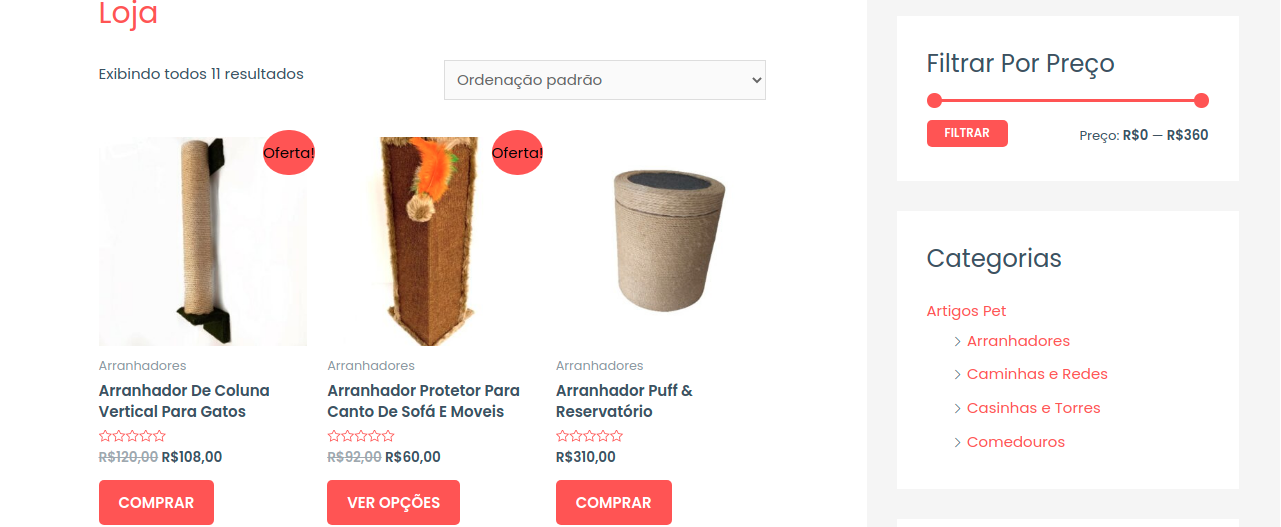 Loja
Exibindo todos 11 resultados
Ordenação padrão
Oferta!
Arranhadores
Arranhador De Coluna
Vertical Para Gatos
R$120,00 R$108,00
COMPRAR
Oferta!
Arranhadores
Arranhador Protetor Para
Canto De Sofá E Moveis
R$92,00 R$60,00
VER OPÇÕES
Arranhadores
Arranhador Puff &
Reservatório
R$310,00
COMPRAR
Filtrar Por Preço
FILTRAR
Preço: R$0 — R$360
Categorias
Artigos Pet
Arranhadores
Caminhas e Redes
Casinhas e Torres
Comedouros